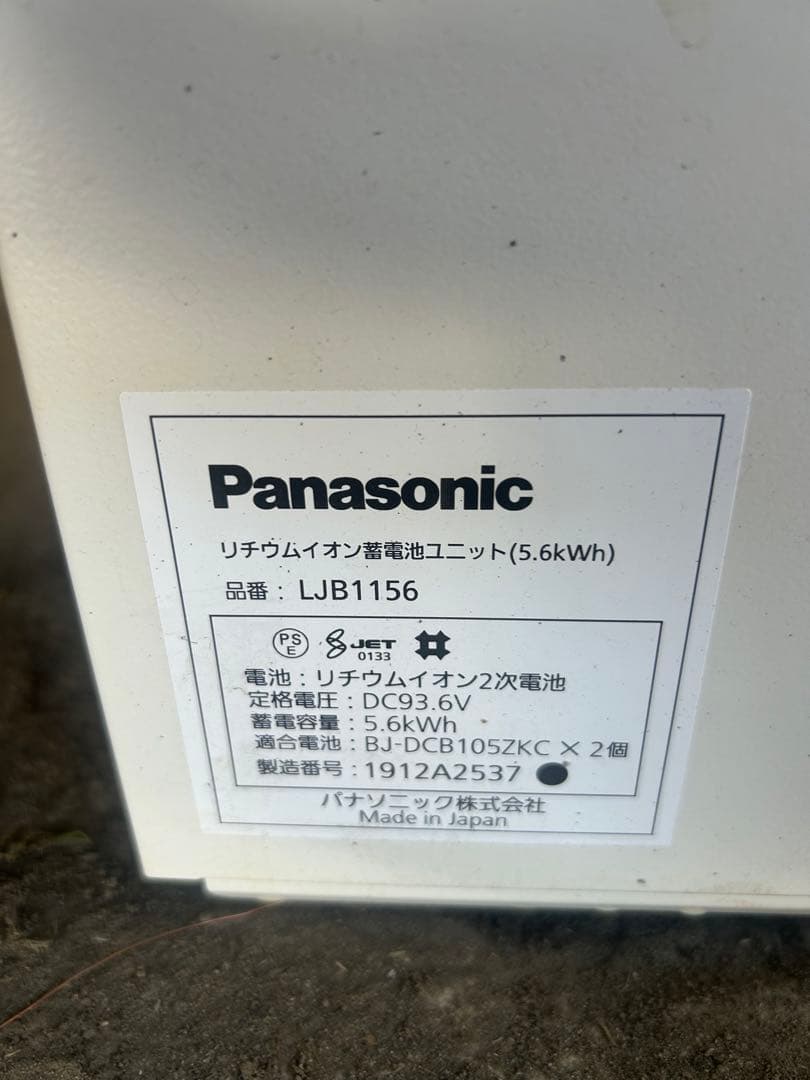 Panasonic
リチウムイオン蓄電池ユニット(5.6kWh)
品番： LJB1156
PS
E
JET
0133
電池：リチウムイオン2次電池
定格電圧：DC93.6V
蓄電容量：5.6kWh
適合電池：BJ-DCB105ZKC × 2個
製造番号：1912A2537
パナソニック株式会社
Made in Japan